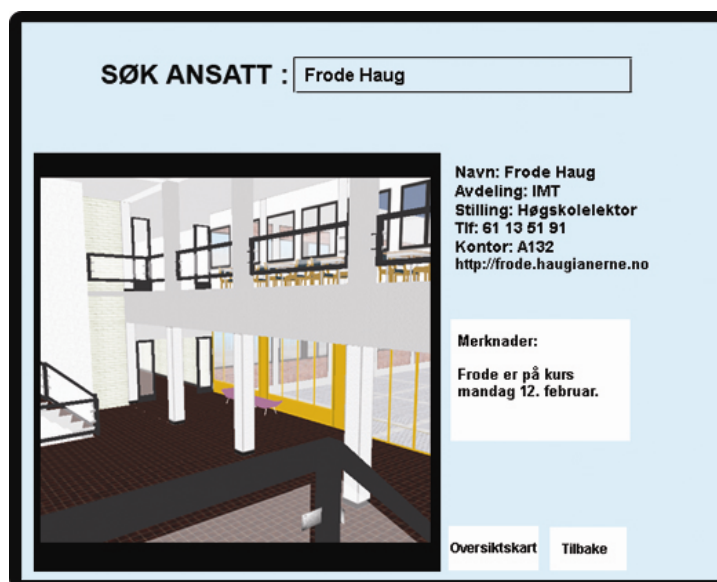 SØK ANSATT :
Frode Haug
Navn: Frode Haug
Avdeling: IMT
Stilling: Høgskolelektor
Tlf: 61 13 51 91
Kontor: A132
http://frode.haugianerne.no
Merknader:
Frode er på kurs
mandag 12. februar.
Oversiktskart
Tilbake